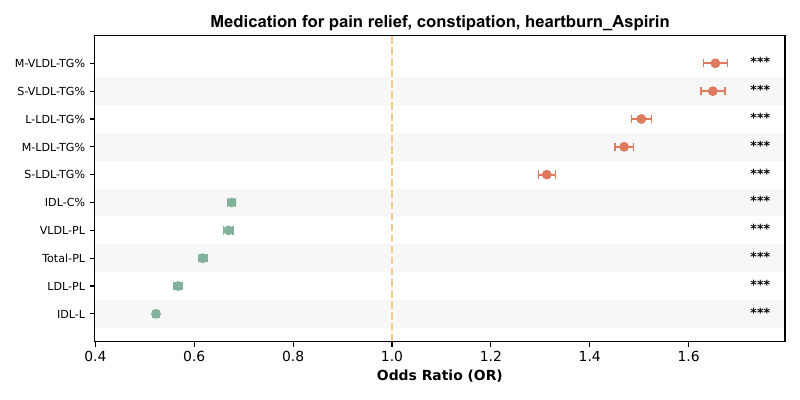 Medication for pain relief, constipation, heartburn_Aspirin
M-VLDL-TG% ***
S-VLDL-TG% ***
L-LDL-TG% ***
M-LDL-TG% ***
S-LDL-TG% ***
IDL-C% ***
VLDL-PL ***
Total-PL ***
LDL-PL ***
IDL-L ***
0.4 0.6 0.8 1.0 1.2 1.4 1.6
Odds Ratio (OR)